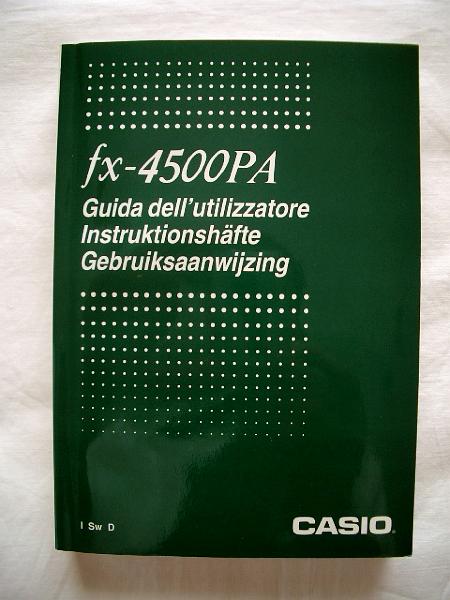 fx-4500PA
Guida dell'utilizzatore
Instruktionshäfte
Gebruiksaanwijzing
I Sw D
CASIO®